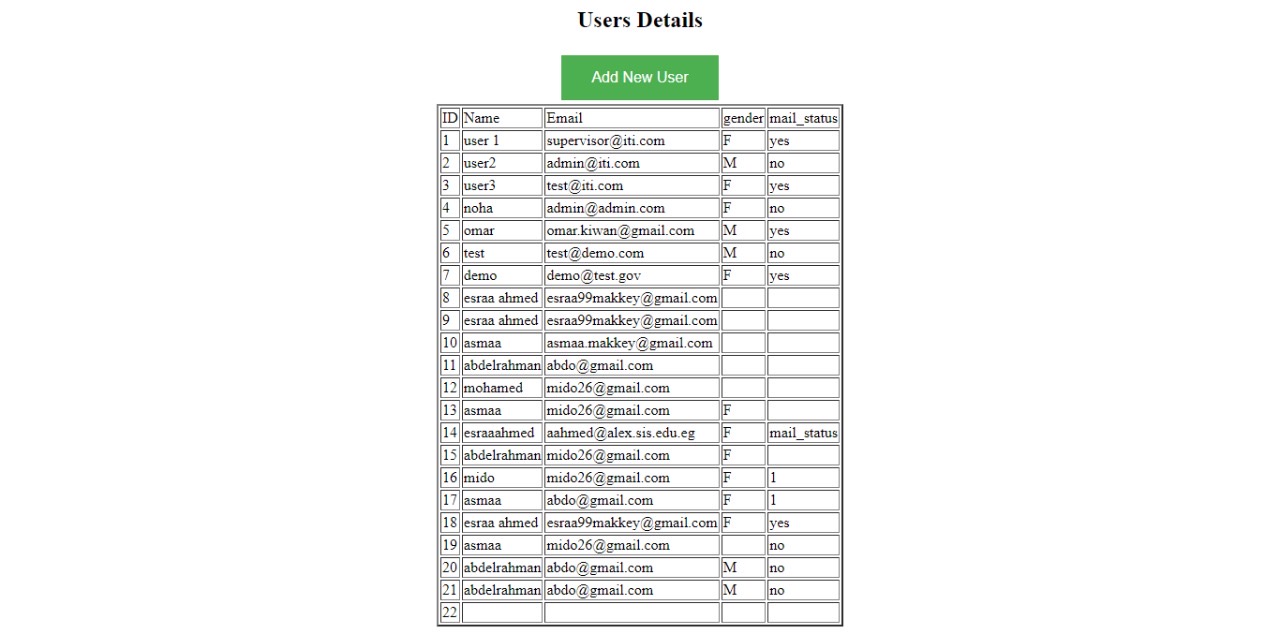 Users Details
Add New User
ID Name Email gender mail_status
1 user 1 supervisor@iti.com F yes
2 user2 admin@iti.com M no
3 user3 test@iti.com F yes
4 noha admin@admin.com F no
5 omar omar.kiwan@gmail.com M yes
6 test test@demo.com M no
7 demo demo@test.gov F yes
8 esraa ahmed esraa99makkey@gmail.com
9 esraa ahmed esraa99makkey@gmail.com
10 asmaa asmaa.makkey@gmail.com
11 abdelrahman abdo@gmail.com
12 mohamed mido26@gmail.com
13 asmaa mido26@gmail.com F
14 esraaahmed aahmed@alex.sis.edu.eg F mail_status
15 abdelrahman mido26@gmail.com F
16 mido mido26@gmail.com F 1
17 asmaa abdo@gmail.com F 1
18 esraa ahmed esraa99makkey@gmail.com F yes
19 asmaa mido26@gmail.com no
20 abdelrahman abdo@gmail.com M no
21 abdelrahman abdo@gmail.com M no
22